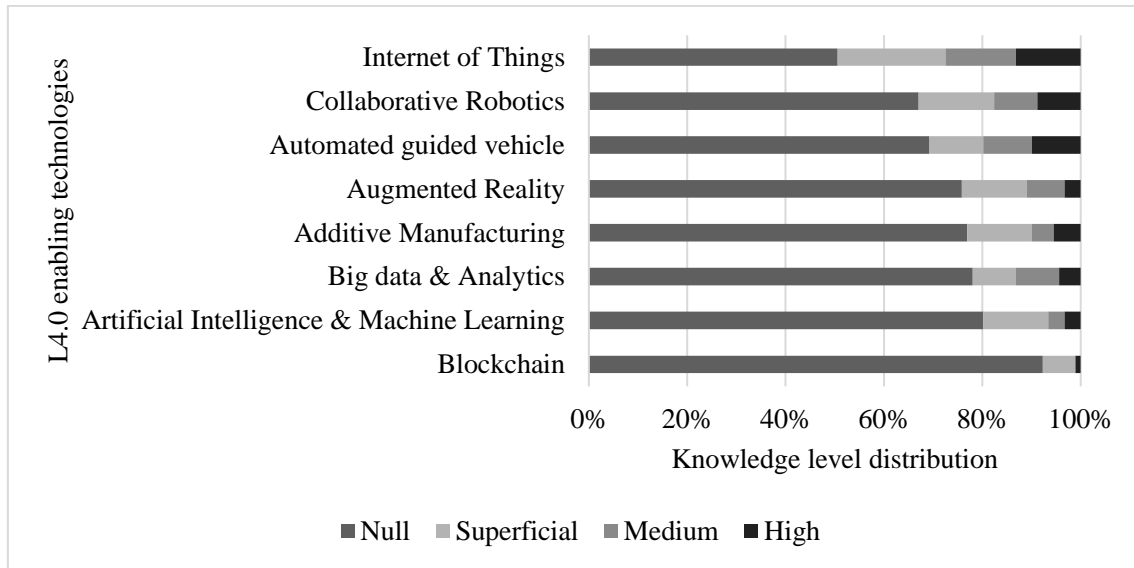 L4.0 enabling technologies
Internet of Things
Collaborative Robotics
Automated guided vehicle
Augmented Reality
Additive Manufacturing
Big data & Analytics
Artificial Intelligence & Machine Learning
Blockchain
0% 20% 40% 60% 80% 100%
Knowledge level distribution
Null Superficial Medium High